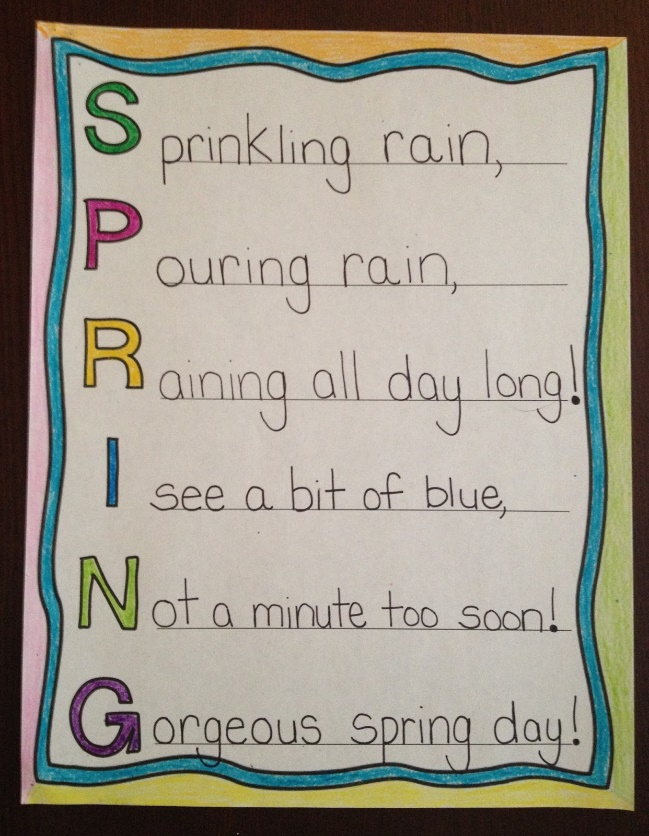 Sprinkling rain,
Pouring rain,
Raining all day long!
I see a bit of blue,
Not a minute too soon!
Gorgeous spring day!